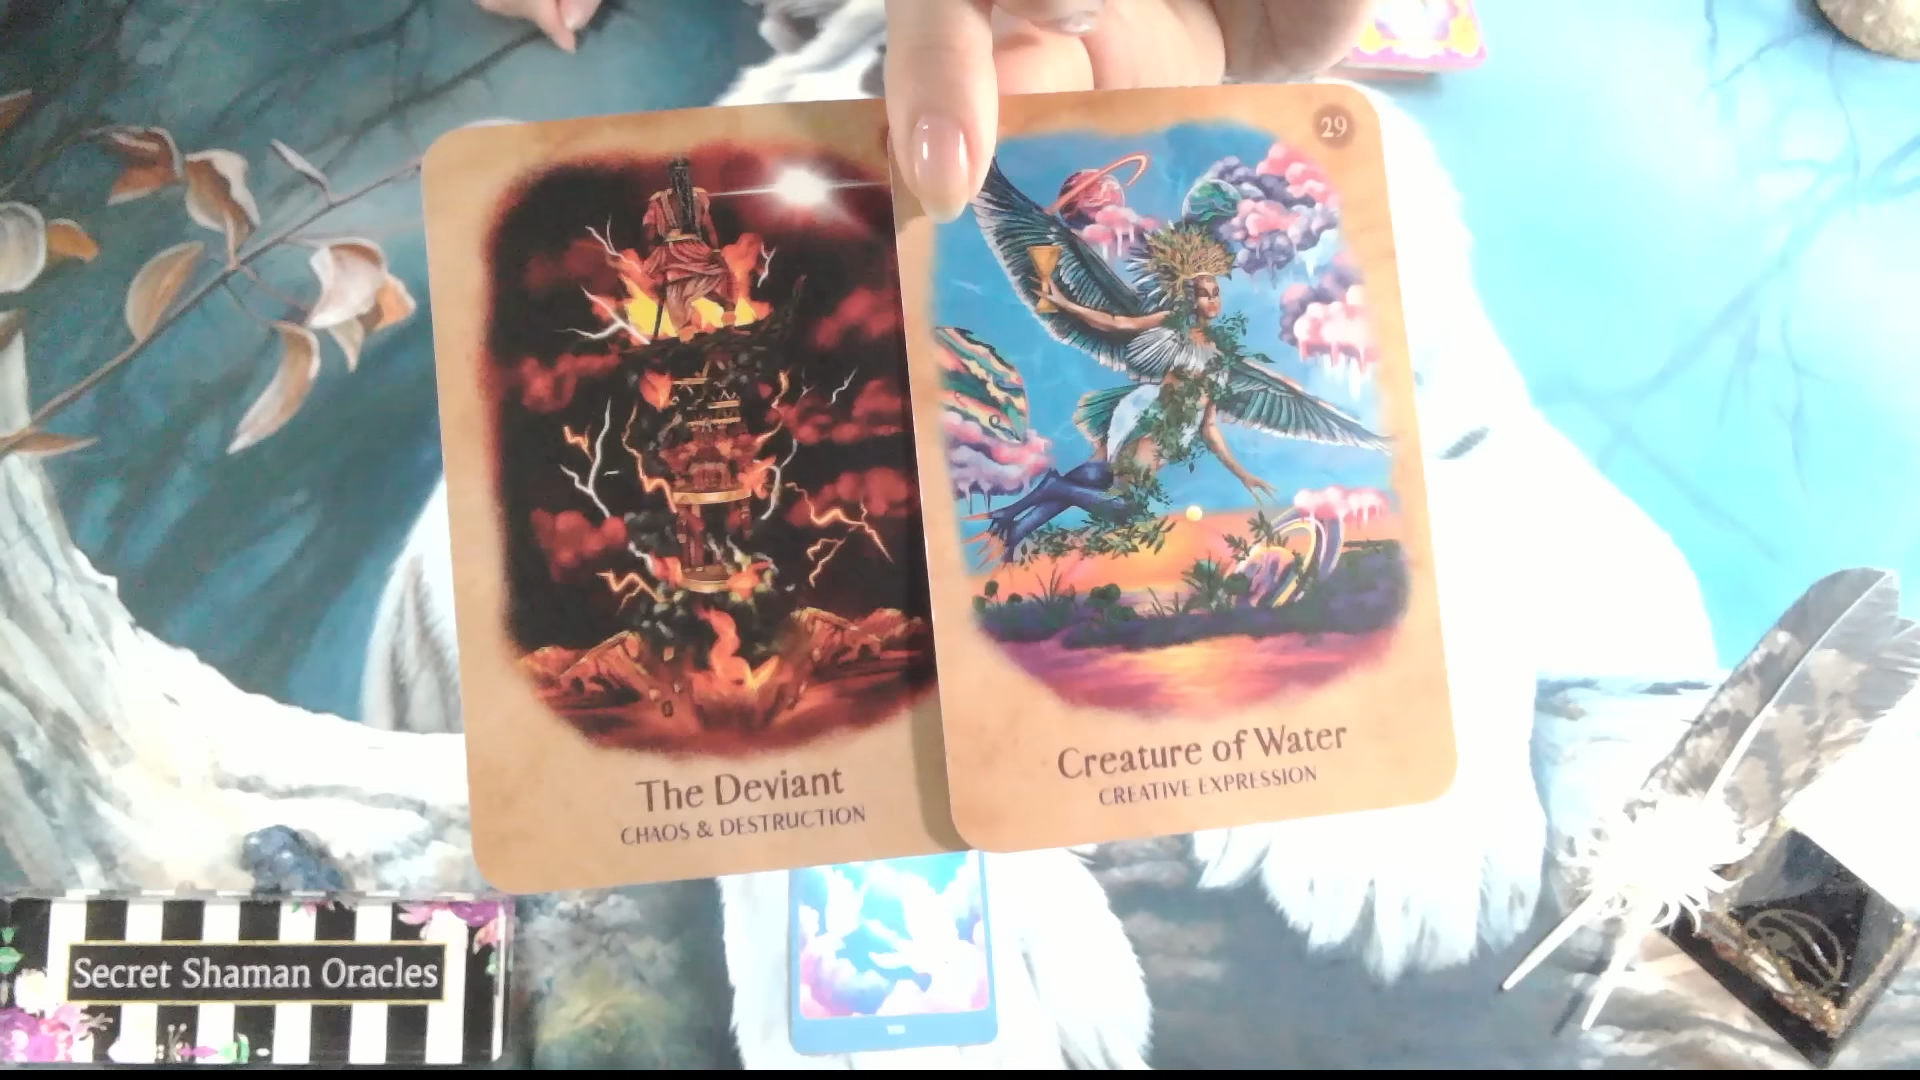 29
The Deviant
CHAOS & DESTRUCTION
Creature of Water
CREATIVE EXPRESSION
Secret Shaman Oracles